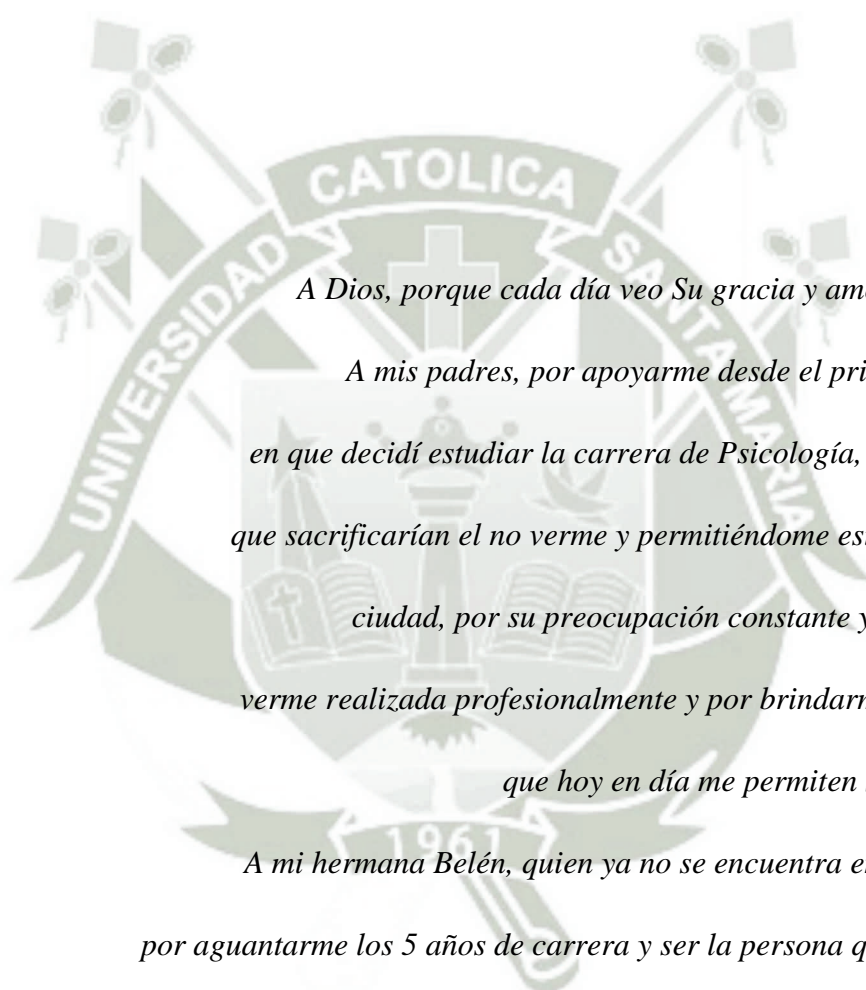 CATOLICA
UNIVERSIDAD
SANTA MARIA
A Dios, porque cada día veo Su gracia y am
A mis padres, por apoyarme desde el pri
en que decidí estudiar la carrera de Psicología,
que sacrificarían el no verme y permitiéndome es
ciudad, por su preocupación constante y
verme realizada profesionalmente y por brindar
que hoy en día me permiten
1961
A mi hermana Belén, quien ya no se encuentra e
por aguantarme los 5 años de carrera y ser la persona q